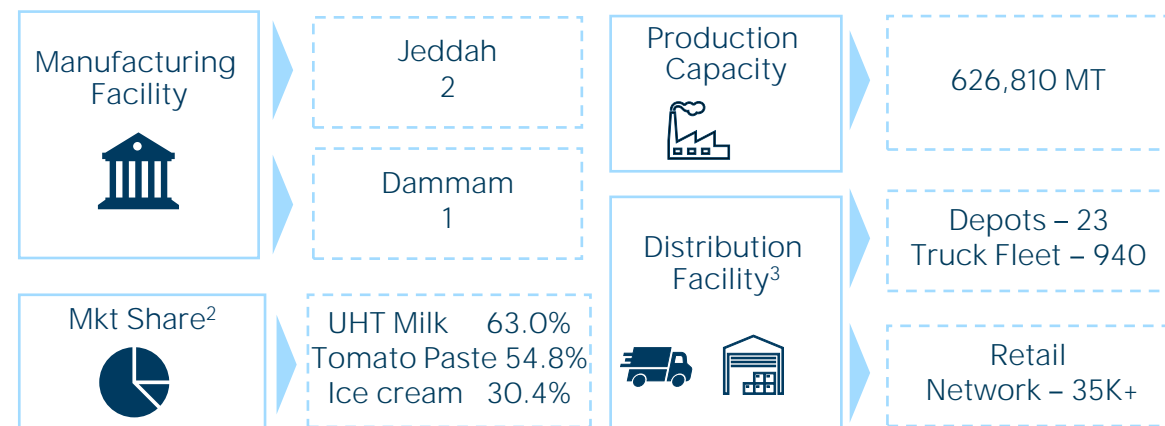 Manufacturing
Facility
Jeddah
2
Dammam
1
Mkt Share²
UHT Milk 63.0%
Tomato Paste 54.8%
Ice cream 30.4%
Production
Capacity
626,810 MT
Distribution
Facility³
Depots – 23
Truck Fleet – 940
Retail
Network – 35K+